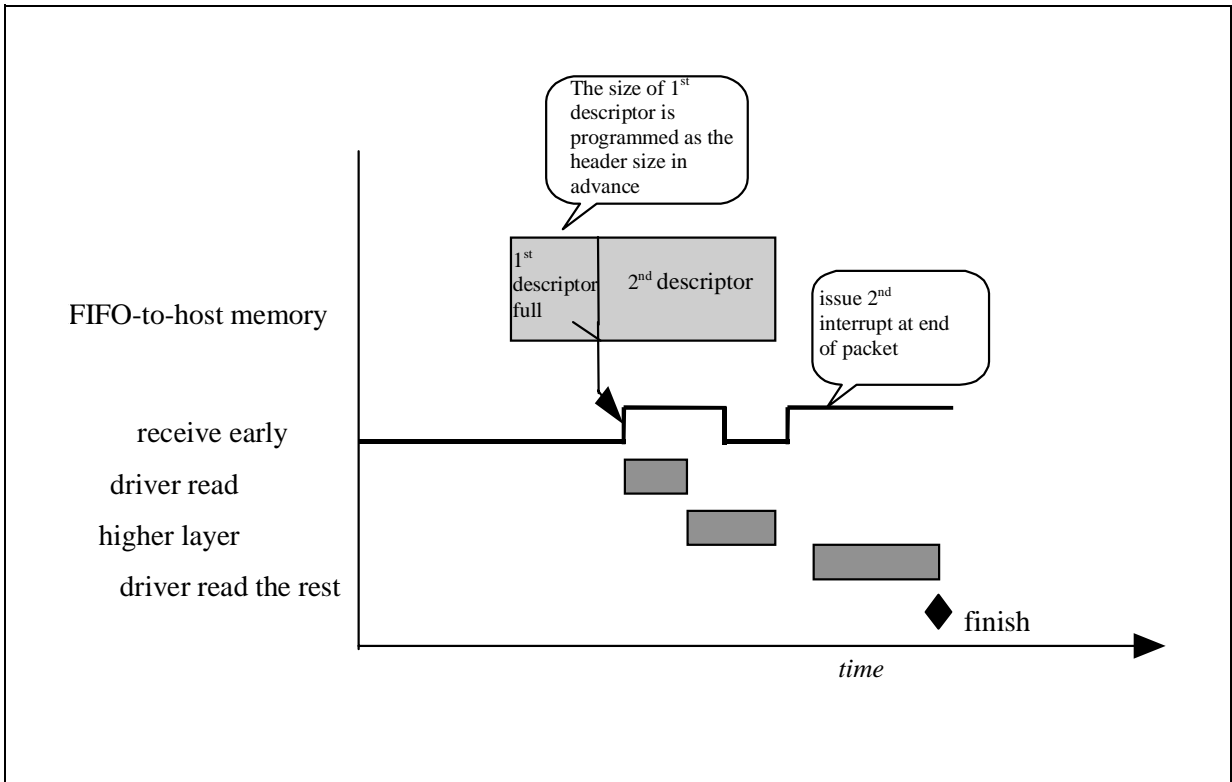 The size of 1st
descriptor is
programmed as the
header size in
advance
1st
descriptor
full
2nd descriptor
FIFO-to-host memory
issue 2nd
interrupt at end
of packet
receive early
driver read
higher layer
driver read the rest
finish
time